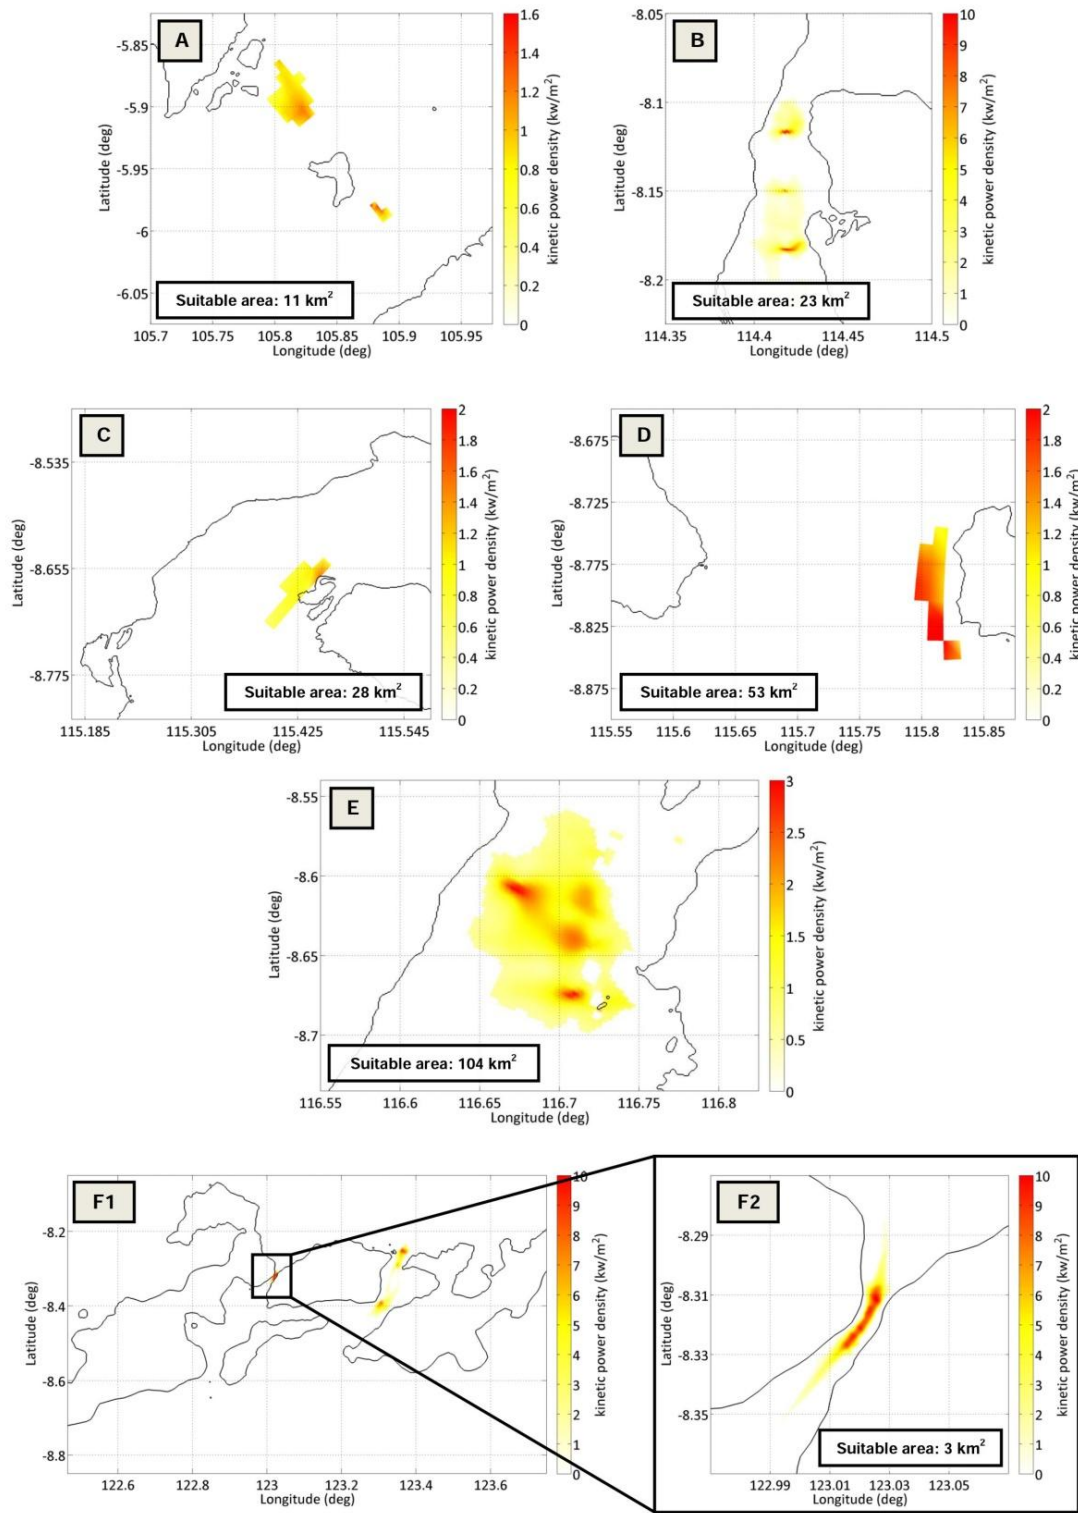 A
-5.85
-5.9
-5.95
-6
-6.05
Latitude (deg)
105.7 105.75 105.8 105.85 105.9 105.95
Longitude (deg)
Suitable area: 11 km²
1.6
1.4
1.2
1
0.8
0.6
0.4
0.2
0
kinetic power density (kw/m²)
B
-8.05
-8.1
-8.15
-8.2
Latitude (deg)
114.35 114.4 114.45 114.5
Longitude (deg)
Suitable area: 23 km²
10
9
8
7
6
5
4
3
2
1
0
kinetic power density (kw/m²)
C
-8.535
-8.655
-8.775
Latitude (deg)
115.185 115.305 115.425 115.545
Longitude (deg)
Suitable area: 28 km²
2
1.8
1.6
1.4
1.2
1
0.8
0.6
0.4
0.2
0
kinetic power density (kw/m²)
D
-8.675
-8.725
-8.775
-8.825
-8.875
Latitude (deg)
115.55 115.6 115.65 115.7 115.75 115.8 115.85
Longitude (deg)
Suitable area: 53 km²
2
1.8
1.6
1.4
1.2
1
0.8
0.6
0.4
0.2
0
kinetic power density (kw/m²)
E
-8.55
-8.6
-8.65
-8.7
Latitude (deg)
116.55 116.6 116.65 116.7 116.75 116.8
Longitude (deg)
Suitable area: 104 km²
3
2.5
2
1.5
1
0.5
0
kinetic power density (kw/m²)
F1
-8.2
-8.4
-8.6
-8.8
Latitude (deg)
122.6 122.8 123 123.2 123.4 123.6
Longitude (deg)
10
9
8
7
6
5
4
3
2
1
0
kinetic power density (kw/m²)
F2
-8.29
-8.31
-8.33
-8.35
Latitude (deg)
122.99 123.01 123.03 123.05
Longitude (deg)
Suitable area: 3 km²
10
9
8
7
6
5
4
3
2
1
0
kinetic power density (kw/m²)